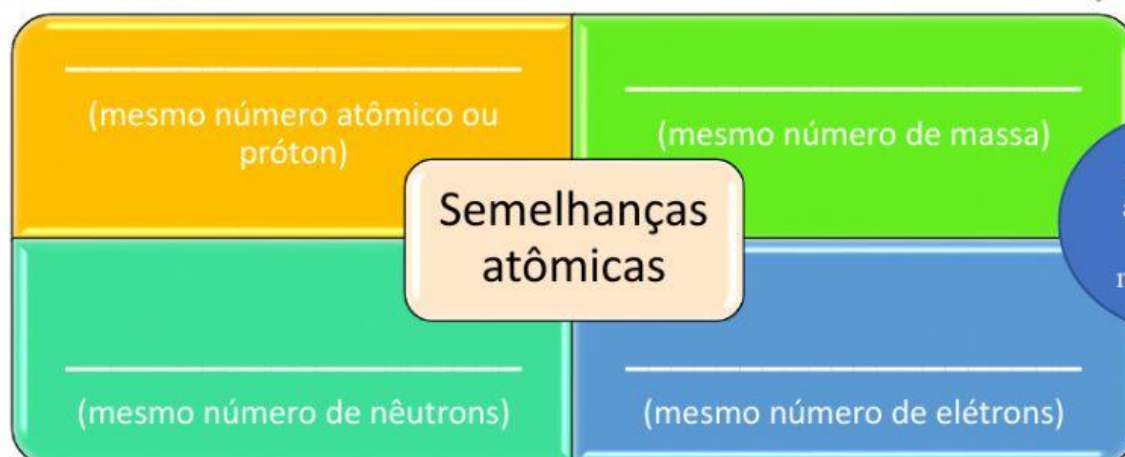 (mesmo número atômico ou
próton)
(mesmo número de massa)
Semelhanças
atômicas
(mesmo número de nêutrons)
(mesmo número de elétrons)